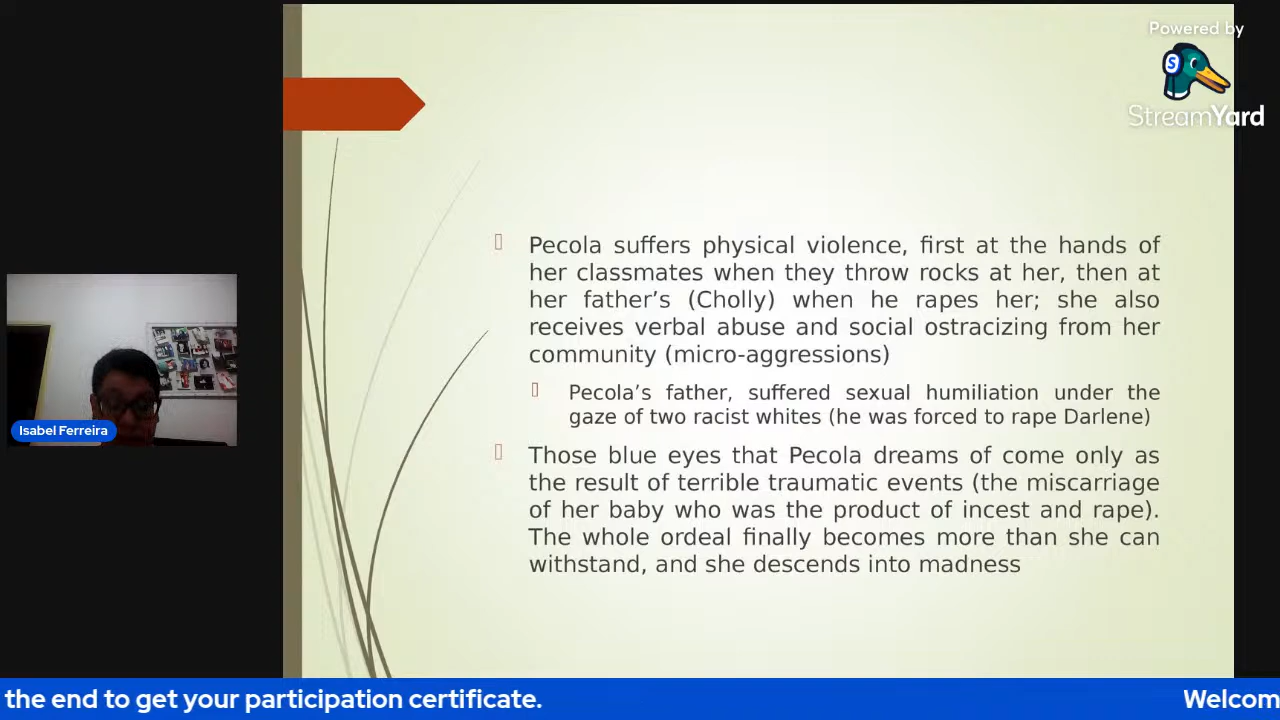 Powered by
S
StreamYard
Pecola suffers physical violence, first at the hands of
her classmates when they throw rocks at her, then at
her father’s (Cholly) when he rapes her; she also
receives verbal abuse and social ostracizing from her
community (micro-aggressions)
Pecola’s father, suffered sexual humiliation under the
gaze of two racist whites (he was forced to rape Darlene)
Those blue eyes that Pecola dreams of come only as
the result of terrible traumatic events (the miscarriage
of her baby who was the product of incest and rape).
The whole ordeal finally becomes more than she can
withstand, and she descends into madness
Isabel Ferreira
the end to get your participation certificate.
Welcom